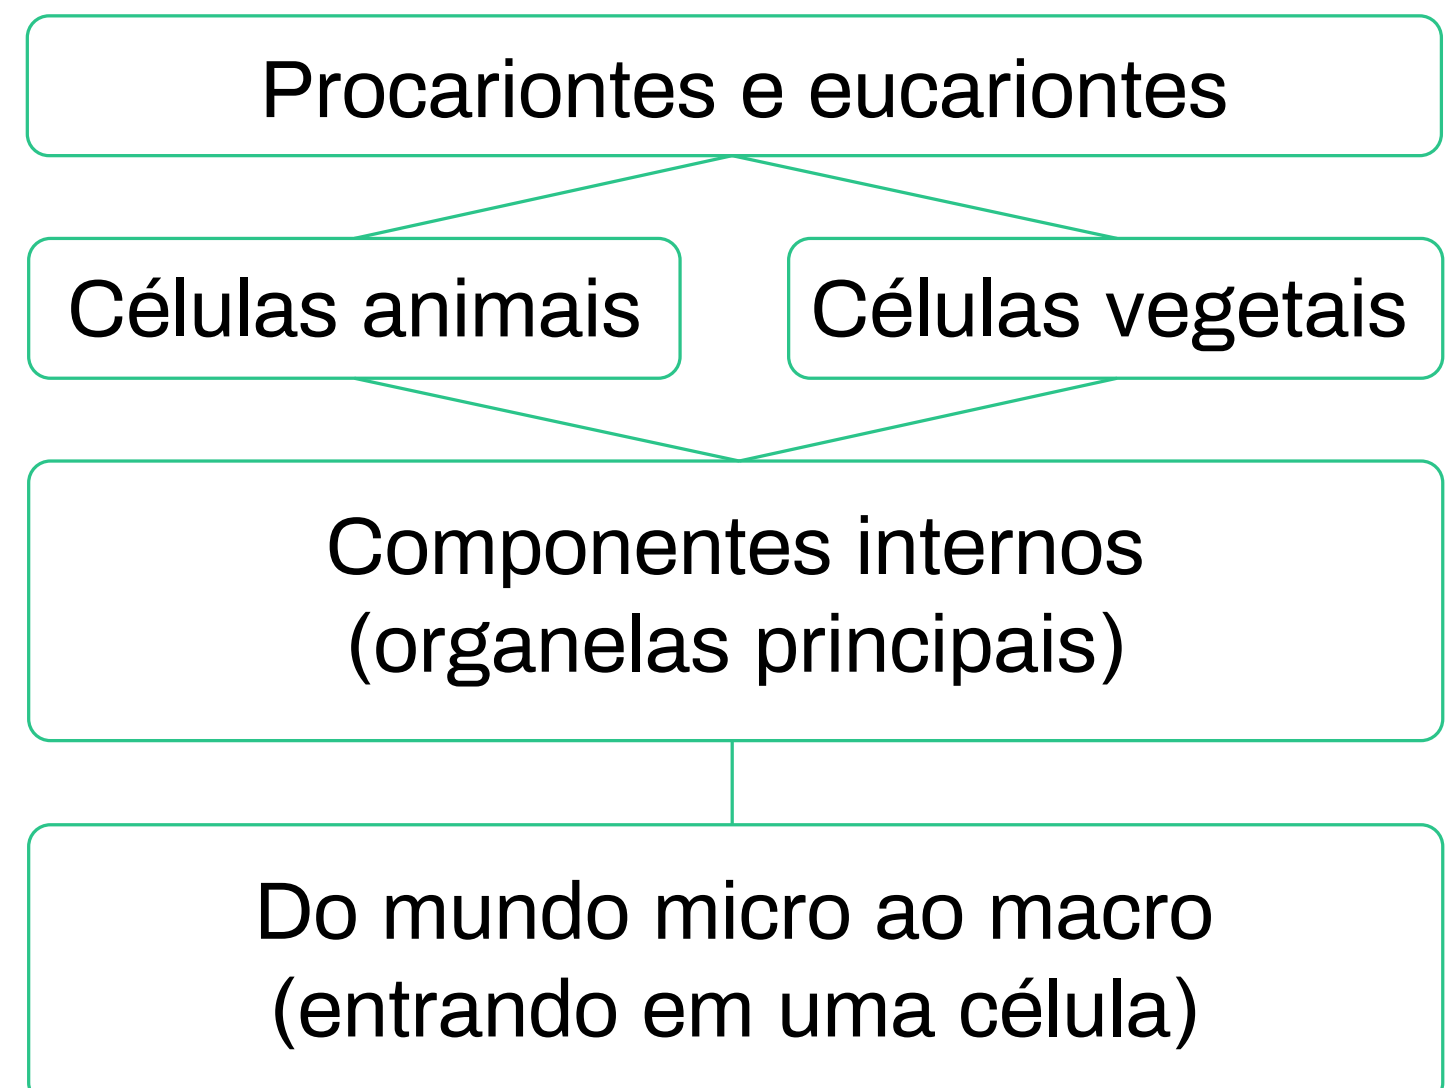 Procariontes e eucariontes
Células animais
Células vegetais
Componentes internos
(organelas principais)
Do mundo micro ao macro
(entrando em uma célula)